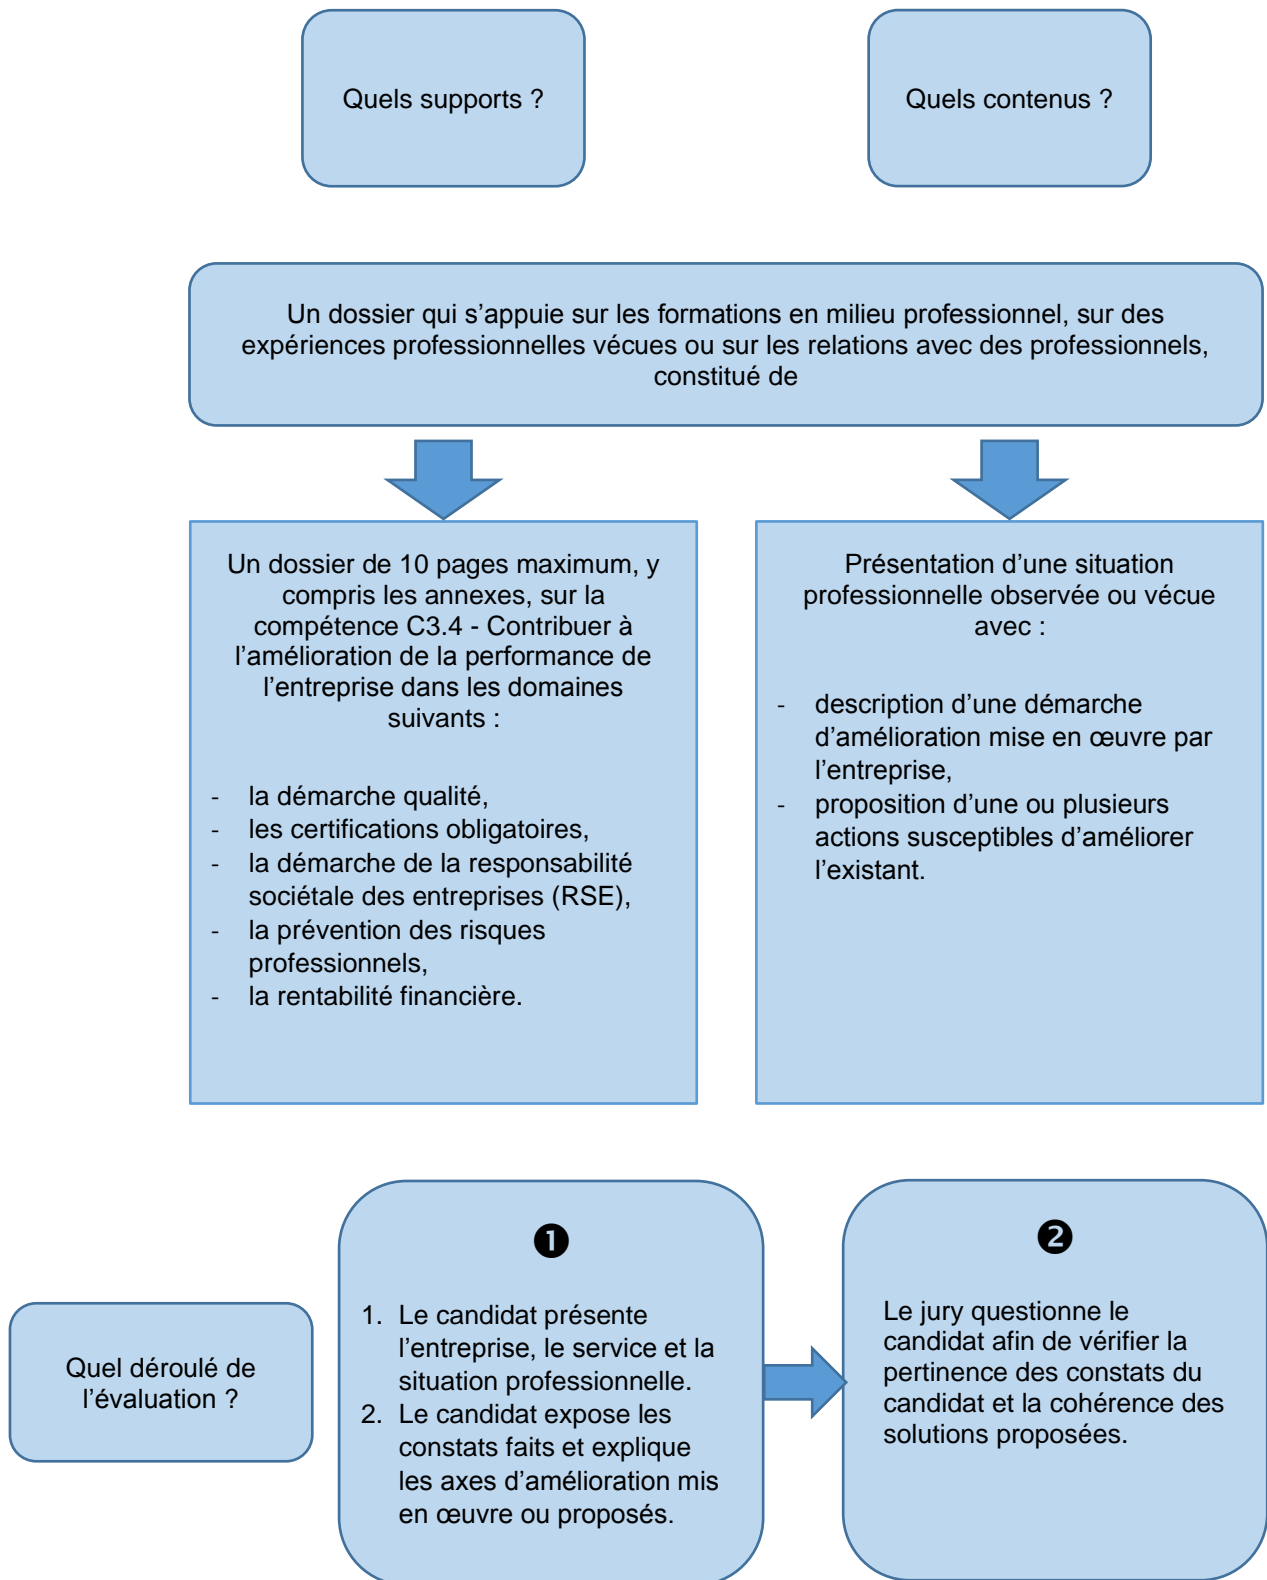 Quels supports ?
Quels contenus ?
Un dossier qui s’appuie sur les formations en milieu professionnel, sur des
expériences professionnelles vécues ou sur les relations avec des professionnels,
constitué de
Un dossier de 10 pages maximum, y
compris les annexes, sur la
compétence C3.4 - Contribuer à
l’amélioration de la performance de
l’entreprise dans les domaines
suivants :
- la démarche qualité,
- les certifications obligatoires,
- la démarche de la responsabilité
sociétale des entreprises (RSE),
- la prévention des risques
professionnels,
- la rentabilité financière.
Présentation d’une situation
professionnelle observée ou vécue
avec :
- description d’une démarche
d’amélioration mise en œuvre par
l’entreprise,
- proposition d’une ou plusieurs
actions susceptibles d’améliorer
l’existant.
Quel déroulé de
l’évaluation ?
❶
1. Le candidat présente
l’entreprise, le service et la
situation professionnelle.
2. Le candidat expose les
constats faits et explique
les axes d’amélioration mis
en œuvre ou proposés.
❷
Le jury questionne le
candidat afin de vérifier la
pertinence des constats du
candidat et la cohérence des
solutions proposées.